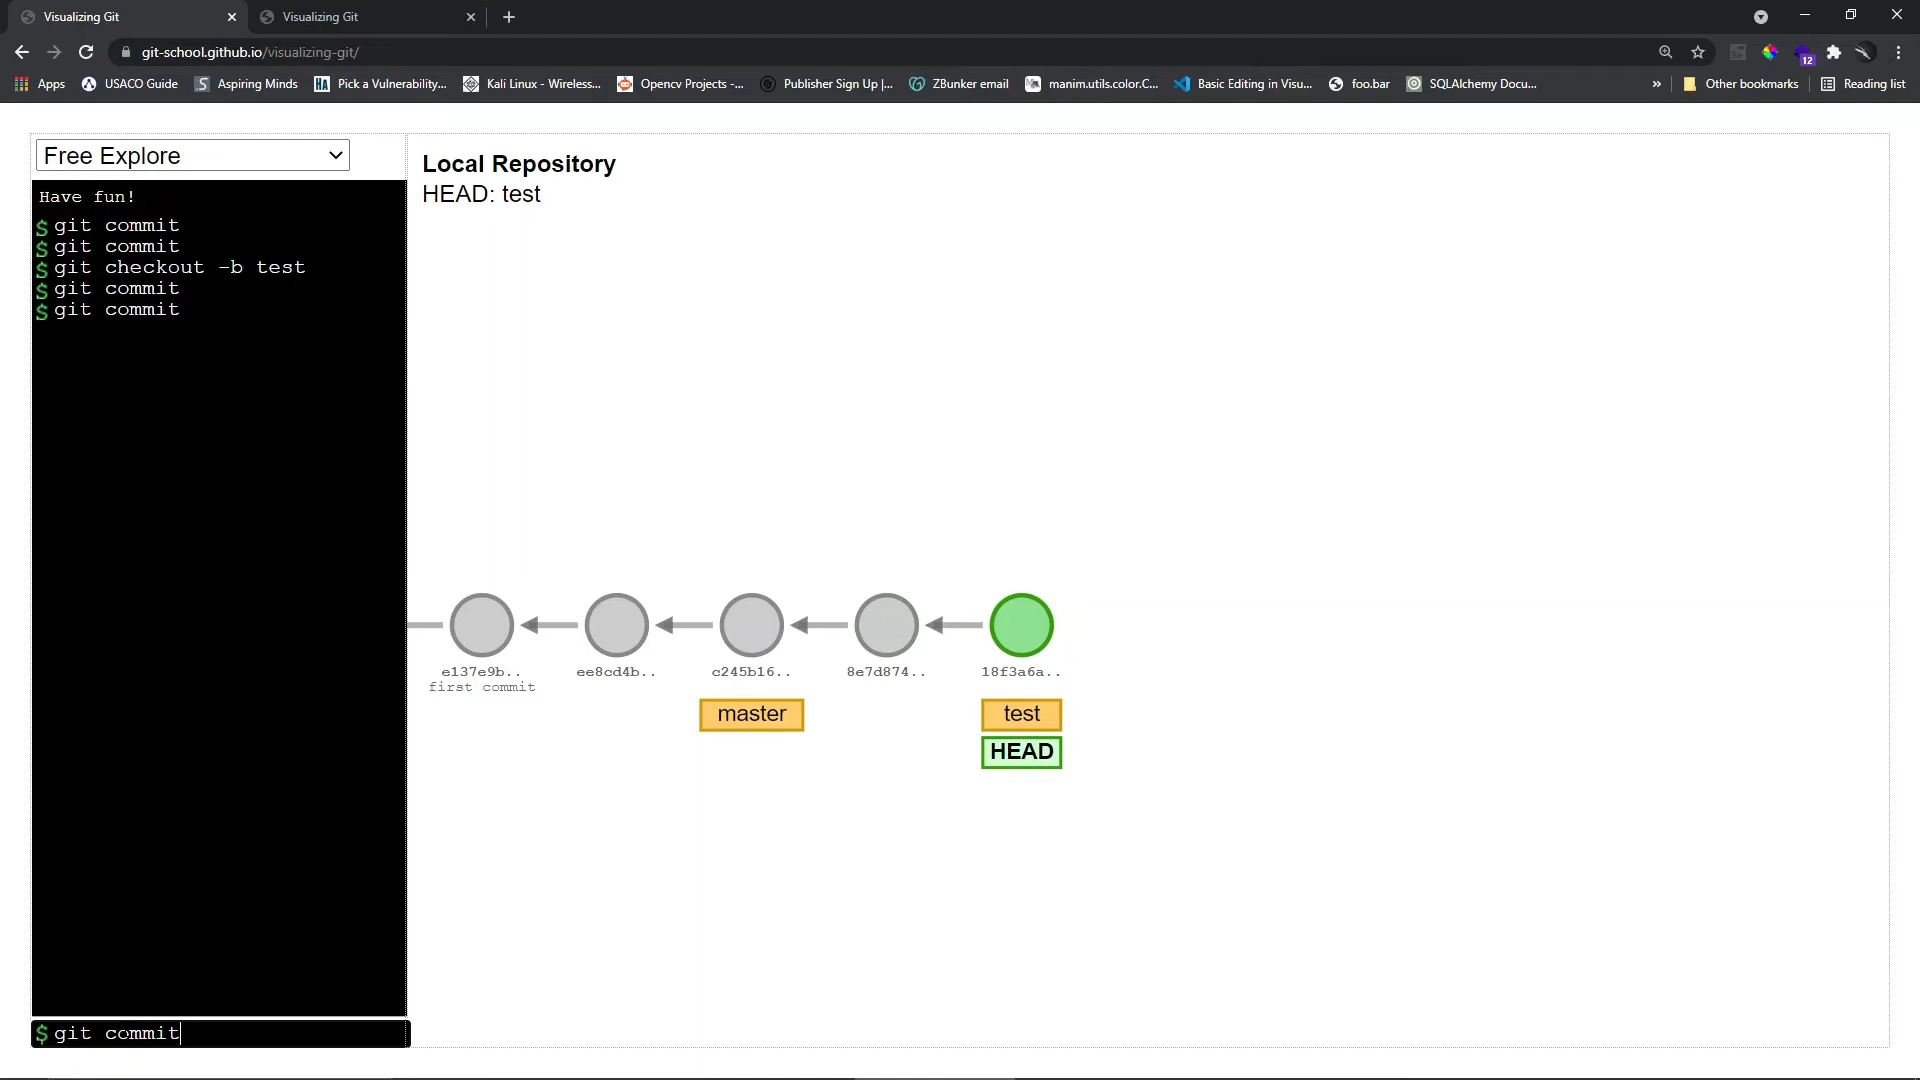 Visualizing Git
Visualizing Git
git-school.github.io/visualizing-git/
12
Apps
USACO Guide
Aspiring Minds
Pick a Vulnerability...
Kali Linux - Wireless...
Opencv Projects -...
Publisher Sign Up |...
ZBunker email
manim.utils.color.C...
Basic Editing in Visu...
foo.bar
SQLAlchemy Docu...
»
Other bookmarks
Reading list
Free Explore
Have fun!
$ git commit
$ git commit
$ git checkout -b test
$ git commit
$ git commit
$ git commit
Local Repository
HEAD: test
e137e9b..
first commit
ee8cd4b..
c245b16..
8e7d874..
18f3a6a..
master
test
HEAD